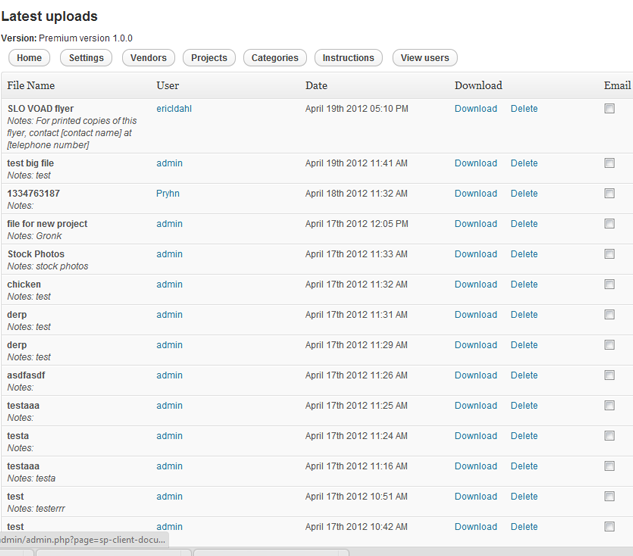 Latest uploads
Version: Premium version 1.0.0
Home Settings Vendors Projects Categories Instructions View users
File Name User Date Download Email
SLO VOAD flyer ericldahl April 19th 2012 05:10 PM Download Delete
Notes: For printed copies of this
flyer, contact [contact name] at
[telephone number]
test big file admin April 19th 2012 11:41 AM Download Delete
Notes: test
1334763187 Pryhn April 18th 2012 11:32 AM Download Delete
Notes:
file for new project admin April 17th 2012 12:05 PM Download Delete
Notes: Gronk
Stock Photos admin April 17th 2012 11:33 AM Download Delete
Notes: stock photos
chicken admin April 17th 2012 11:32 AM Download Delete
Notes: test
derp admin April 17th 2012 11:31 AM Download Delete
Notes: test
derp admin April 17th 2012 11:29 AM Download Delete
Notes: test
asdfasdf admin April 17th 2012 11:26 AM Download Delete
Notes:
testaaa admin April 17th 2012 11:25 AM Download Delete
Notes:
testa admin April 17th 2012 11:24 AM Download Delete
Notes:
testaaa admin April 17th 2012 11:16 AM Download Delete
Notes: testa
test admin April 17th 2012 10:51 AM Download Delete
Notes: testerrr
test admin April 17th 2012 10:42 AM Download Delete
dmin/admin.php?page=sp-client-docu...